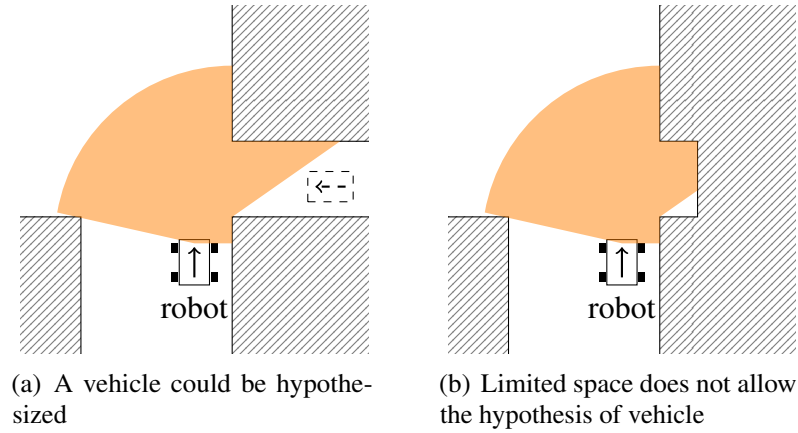 robot
robot
(a) A vehicle could be hypothe-
sized
(b) Limited space does not allow
the hypothesis of vehicle